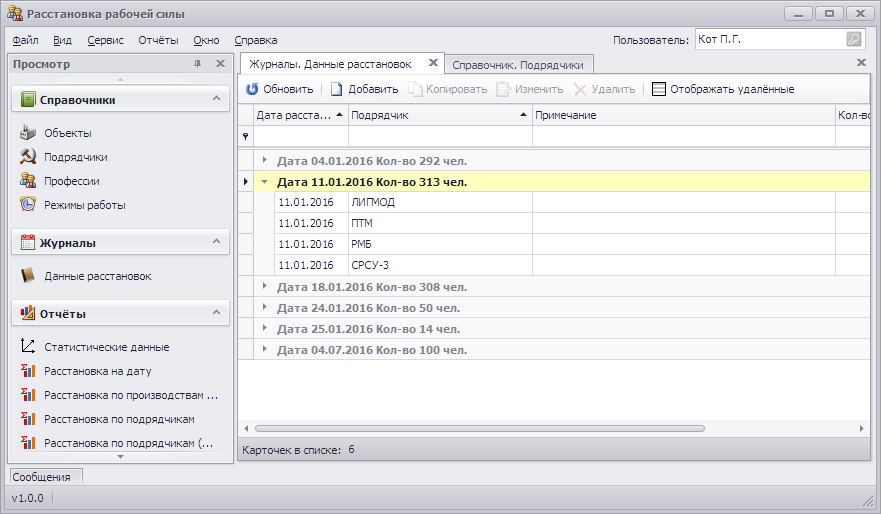 Расстановка рабочей силы
Файл Вид Сервис Отчёты Окно Справка Пользователь: Кот П.Г.
Просмотр
Справочники
Объекты
Подрядчики
Профессии
Режимы работы
Журналы
Данные расстановок
Отчёты
Статистические данные
Расстановка на дату
Расстановка по производствам ...
Расстановка по подрядчикам
Расстановка по подрядчикам (...
Журналы. Данные расстановок Справочник. Подрядчики
Обновить Добавить Копировать Изменить Удалить Отображать удалённые
Дата расста... Подрядчик Примечание Кол-во
Дата 04.01.2016 Кол-во 292 чел.
Дата 11.01.2016 Кол-во 313 чел.
11.01.2016 ЛИГМОД
11.01.2016 ПТМ
11.01.2016 РМБ
11.01.2016 СРСУ-3
Дата 18.01.2016 Кол-во 308 чел.
Дата 24.01.2016 Кол-во 50 чел.
Дата 25.01.2016 Кол-во 14 чел.
Дата 04.07.2016 Кол-во 100 чел.
Карточек в списке: 6
Сообщения
v1.0.0